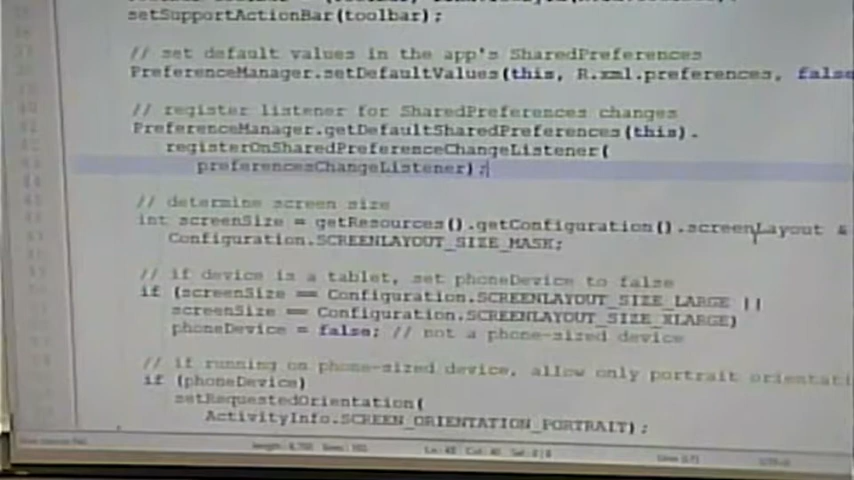 setSupportActionBar(toolbar);
// set default values in the app's SharedPreferences
PreferenceManager.setDefaultValues(this, R.xml.preferences, false
// register listener for SharedPreferences changes
PreferenceManager.getDefaultSharedPreferences(this).
registerOnSharedPreferenceChangeListener(
preferencesChangeListener);
// determine screen size
int screenSize = getResources().getConfiguration().screenLayout &
Configuration.SCREENLAYOUT_SIZE_MASK;
// if device is a tablet, set phoneDevice to false
if (screenSize == Configuration.SCREENLAYOUT_SIZE_LARGE ||
screenSize == Configuration.SCREENLAYOUT_SIZE_XLARGE)
phoneDevice = false; // not a phone-sized device
// if running on phone-sized device, allow only portrait orientati
if (phoneDevice)
setRequestedOrientation(
ActivityInfo.SCREEN_ORIENTATION_PORTRAIT);